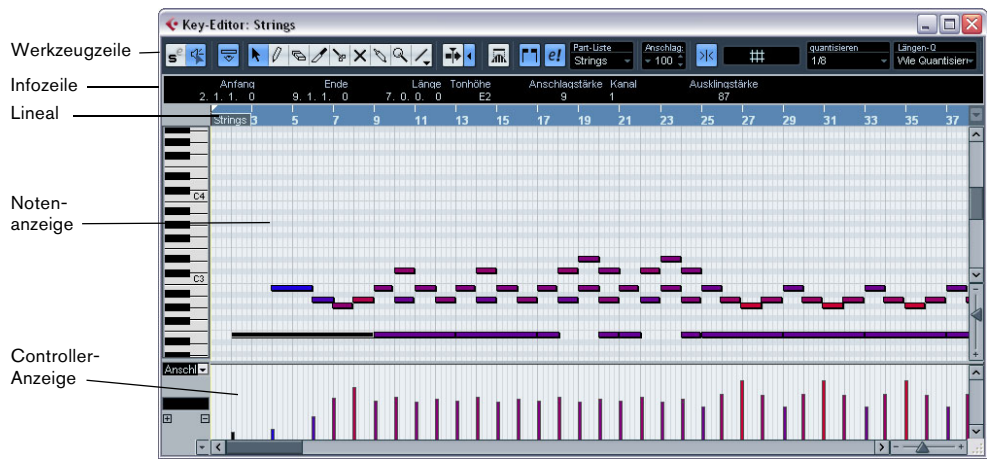 Key-Editor: Strings
Werkzeugzeile
Part-Liste Anschlag: quantisieren Längen-Q
Strings 100 1/8 Wie Quantisier
Infozeile
Anfang Ende Länge Tonhöhe Anschlagstärke Kanal Ausklingstärke
2. 1. 1. 0 9. 1. 1. 0 7. 0. 0. 0 E2 9 1 87
Lineal
Strings 3 5 7 9 11 13 15 17 19 21 23 25 27 29 31 33 35 37
C4
Noten-
anzeige
C3
Controller-
Anzeige
Anschl